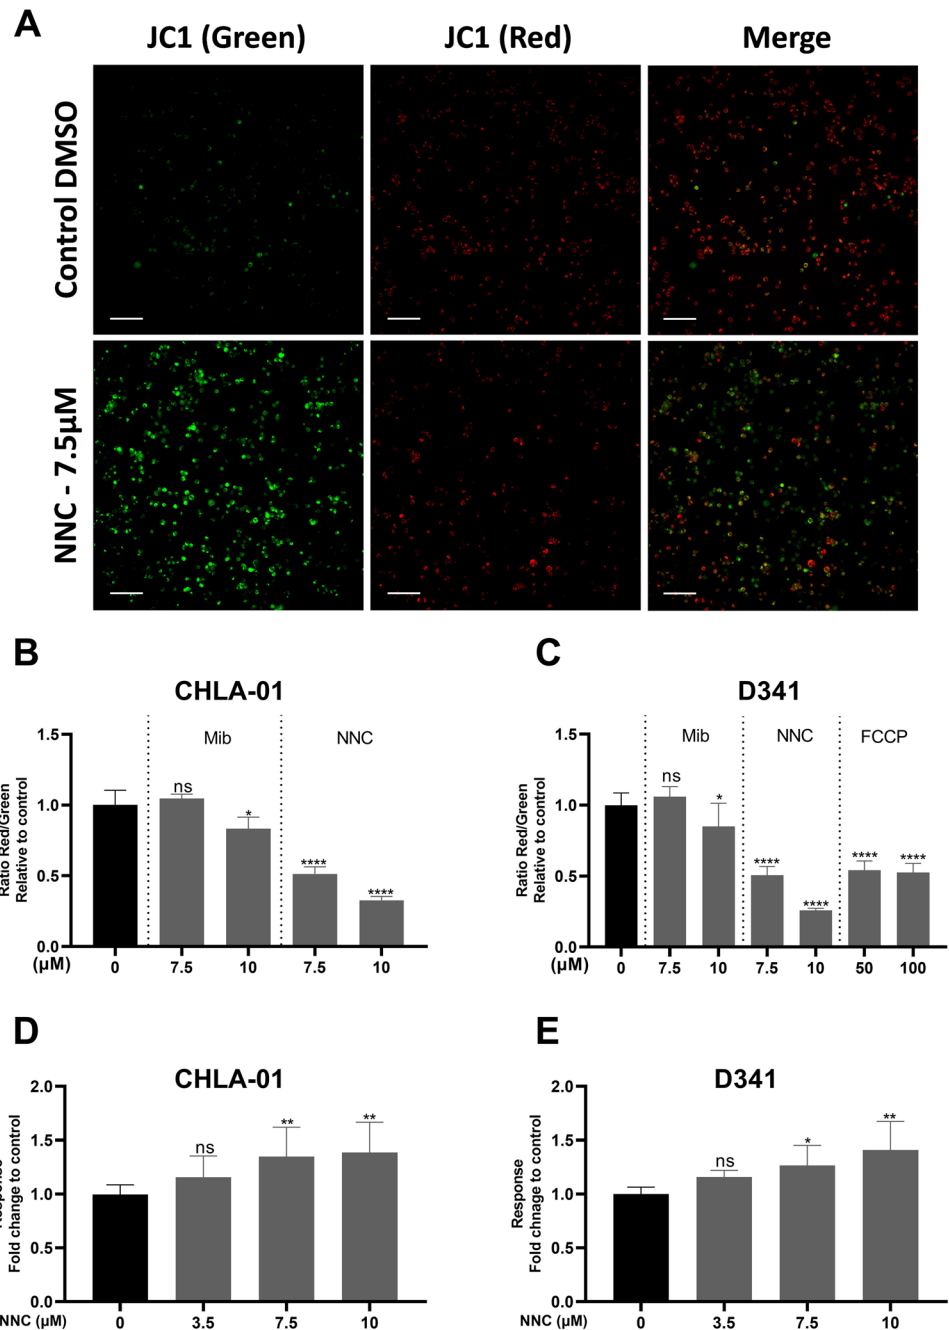 A
JC1 (Green)
JC1 (Red)
Merge
Control DMSO
NNC - 7.5µM
B
CHLA-01
Ratio Red/Green
Relative to control
1.5
1.0
0.5
0.0
Mib
NNC
ns
*
****
****
(µM)
0
7.5
10
7.5
10
C
D341
Ratio Red/Green
Relative to control
1.5
1.0
0.5
0.0
Mib
NNC
FCCP
ns
*
****
****
****
****
(µM)
0
7.5
10
7.5
10
50
100
D
CHLA-01
Response
Fold change to control
2.0
1.5
1.0
0.5
0.0
ns
**
**
NNC (µM)
0
3.5
7.5
10
E
D341
Response
Fold chnage to control
2.0
1.5
1.0
0.5
0.0
ns
*
**
NNC (µM)
0
3.5
7.5
10